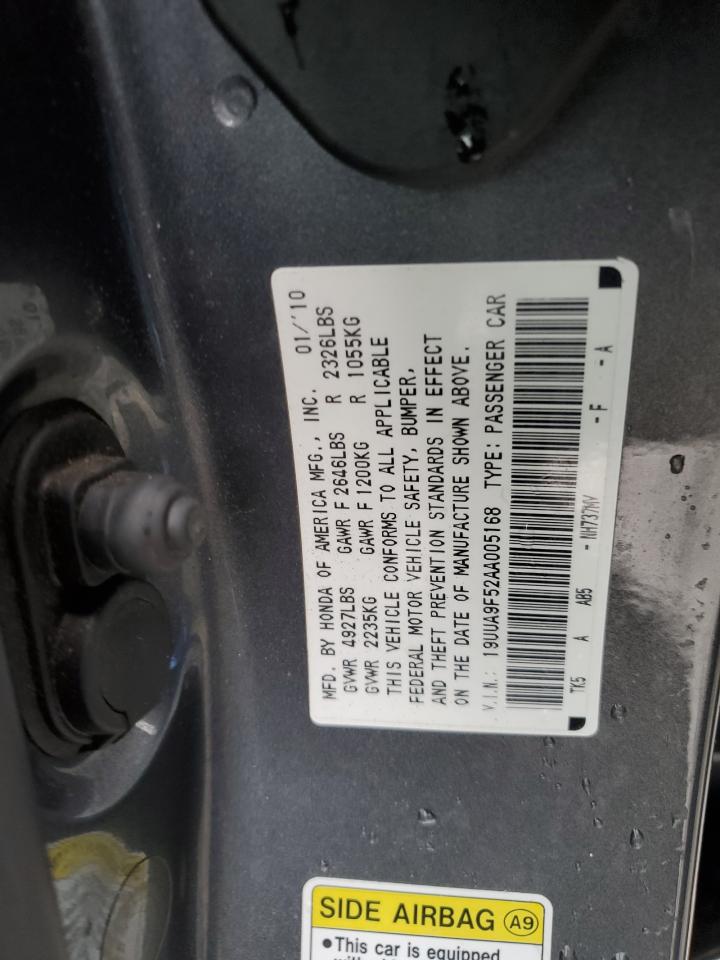 MFD. BY HONDA OF AMERICA MFG., INC. 01/'10
GVWR 4927LBS GAWR F 2646LBS R 2326LBS
GVWR 2235KG GAWR F 1200KG R 1055KG
THIS VEHICLE CONFORMS TO ALL APPLICABLE
FEDERAL MOTOR VEHICLE SAFETY, BUMPER,
AND THEFT PREVENTION STANDARDS IN EFFECT
ON THE DATE OF MANUFACTURE SHOWN ABOVE.
V.I.N.: 19UUA9F52AA005168 TYPE: PASSENGER CAR
TK5 A AB5 - NH737MV - F - A
SIDE AIRBAG A9
• This car is equipped